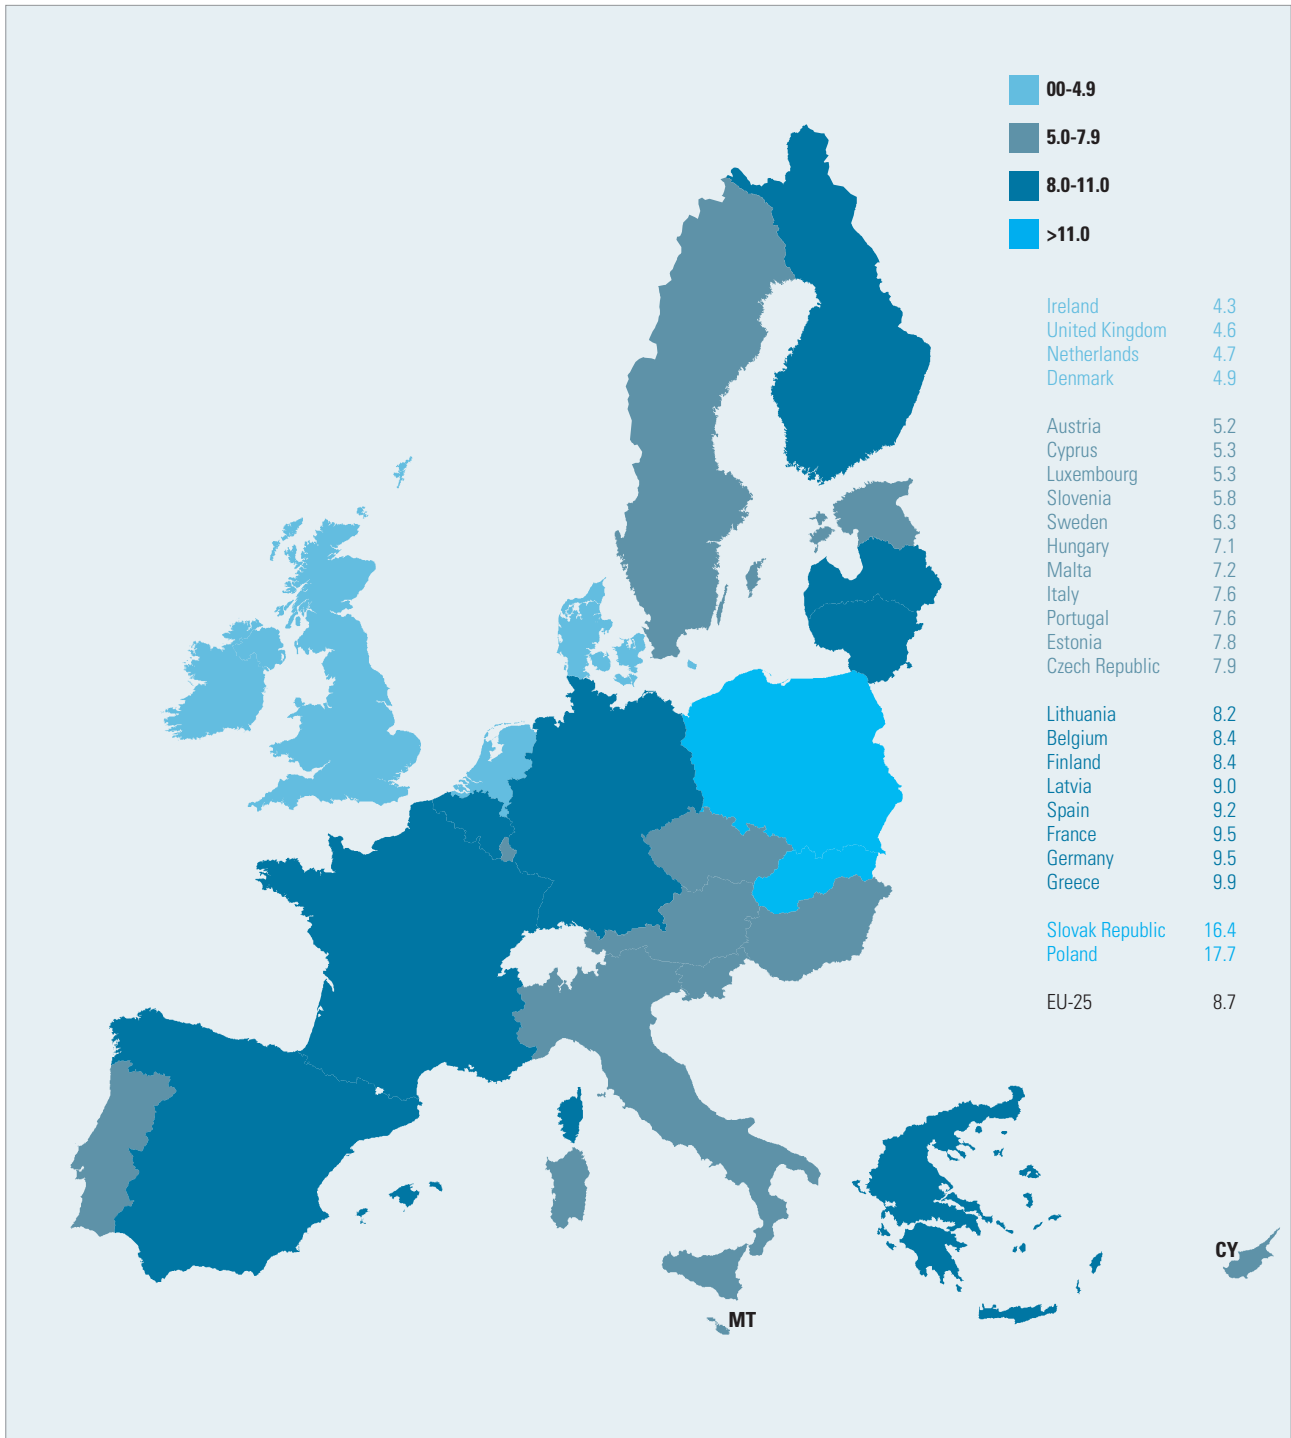 00-4.9
5.0-7.9
8.0-11.0
>11.0
Ireland 4.3
United Kingdom 4.6
Netherlands 4.7
Denmark 4.9
Austria 5.2
Cyprus 5.3
Luxembourg 5.3
Slovenia 5.8
Sweden 6.3
Hungary 7.1
Malta 7.2
Italy 7.6
Portugal 7.6
Estonia 7.8
Czech Republic 7.9
Lithuania 8.2
Belgium 8.4
Finland 8.4
Latvia 9.0
Spain 9.2
France 9.5
Germany 9.5
Greece 9.9
Slovak Republic 16.4
Poland 17.7
EU-25 8.7
CY
MT